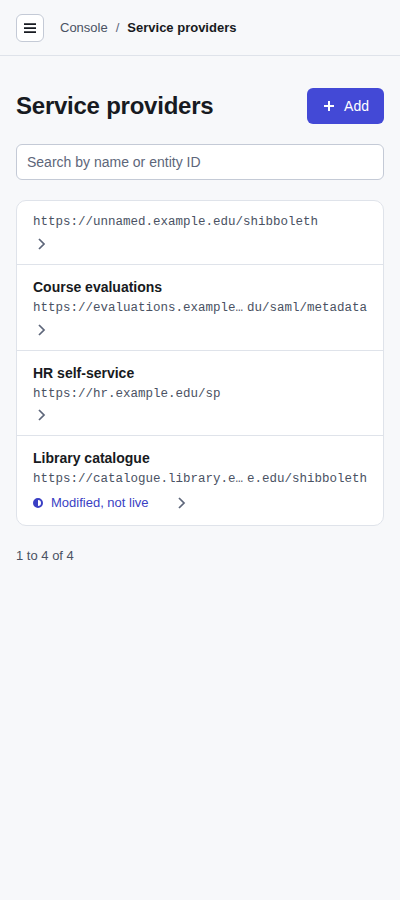 Console / Service providers
Service providers
Add
Search by name or entity ID
https://unnamed.example.edu/shibboleth
Course evaluations
https://evaluations.example… du/saml/metadata
HR self-service
https://hr.example.edu/sp
Library catalogue
https://catalogue.library.e… e.edu/shibboleth
Modified, not live
1 to 4 of 4